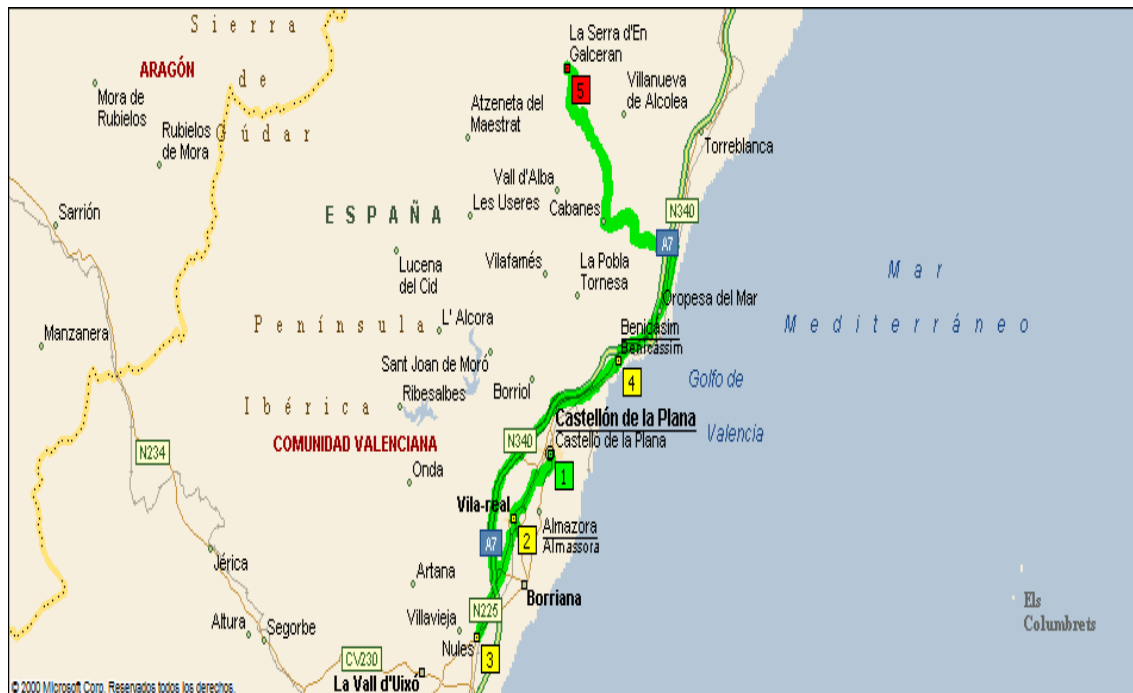 Sierra
de
Gúdar
ARAGÓN
Mora de
Rubielos
Rubielos
de Mora
La Serra d'En
Galceran
5
Villanueva
de Alcolea
Atzeneta del
Maestrat
Torreblanca
Vall d'Alba
Cabanes
N340
Les Useres
ESPAÑA
Sarrión
A7
Lucena
del Cid
Vilafamés
La Pobla
Tornesa
Mar
Mediterráneo
Oropesa del Mar
Península
L' Alcora
Benicasim
Benicàssim
Manzanera
Sant Joan de Moró
4
Golfo de
Valencia
Ribesalbes
Borriol
Ibérica
Castellón de la Plana
Castelló de la Plana
COMUNIDAD VALENCIANA
N340
N234
Onda
1
Vila-real
Almazora
Almassora
2
A7
Jérica
Artana
Borriana
Els
Columbrets
N225
Altura
Segorbe
Villavieja
Nules
3
CV230
La Vall d'Uixó
© 2000 Microsoft Corp. Reservados todos los derechos.